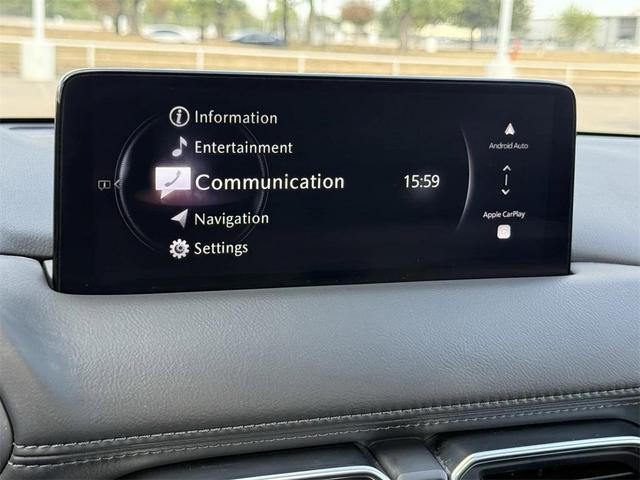 Information
Entertainment
Communication
15:59
Navigation
Settings
Android Auto
Apple CarPlay